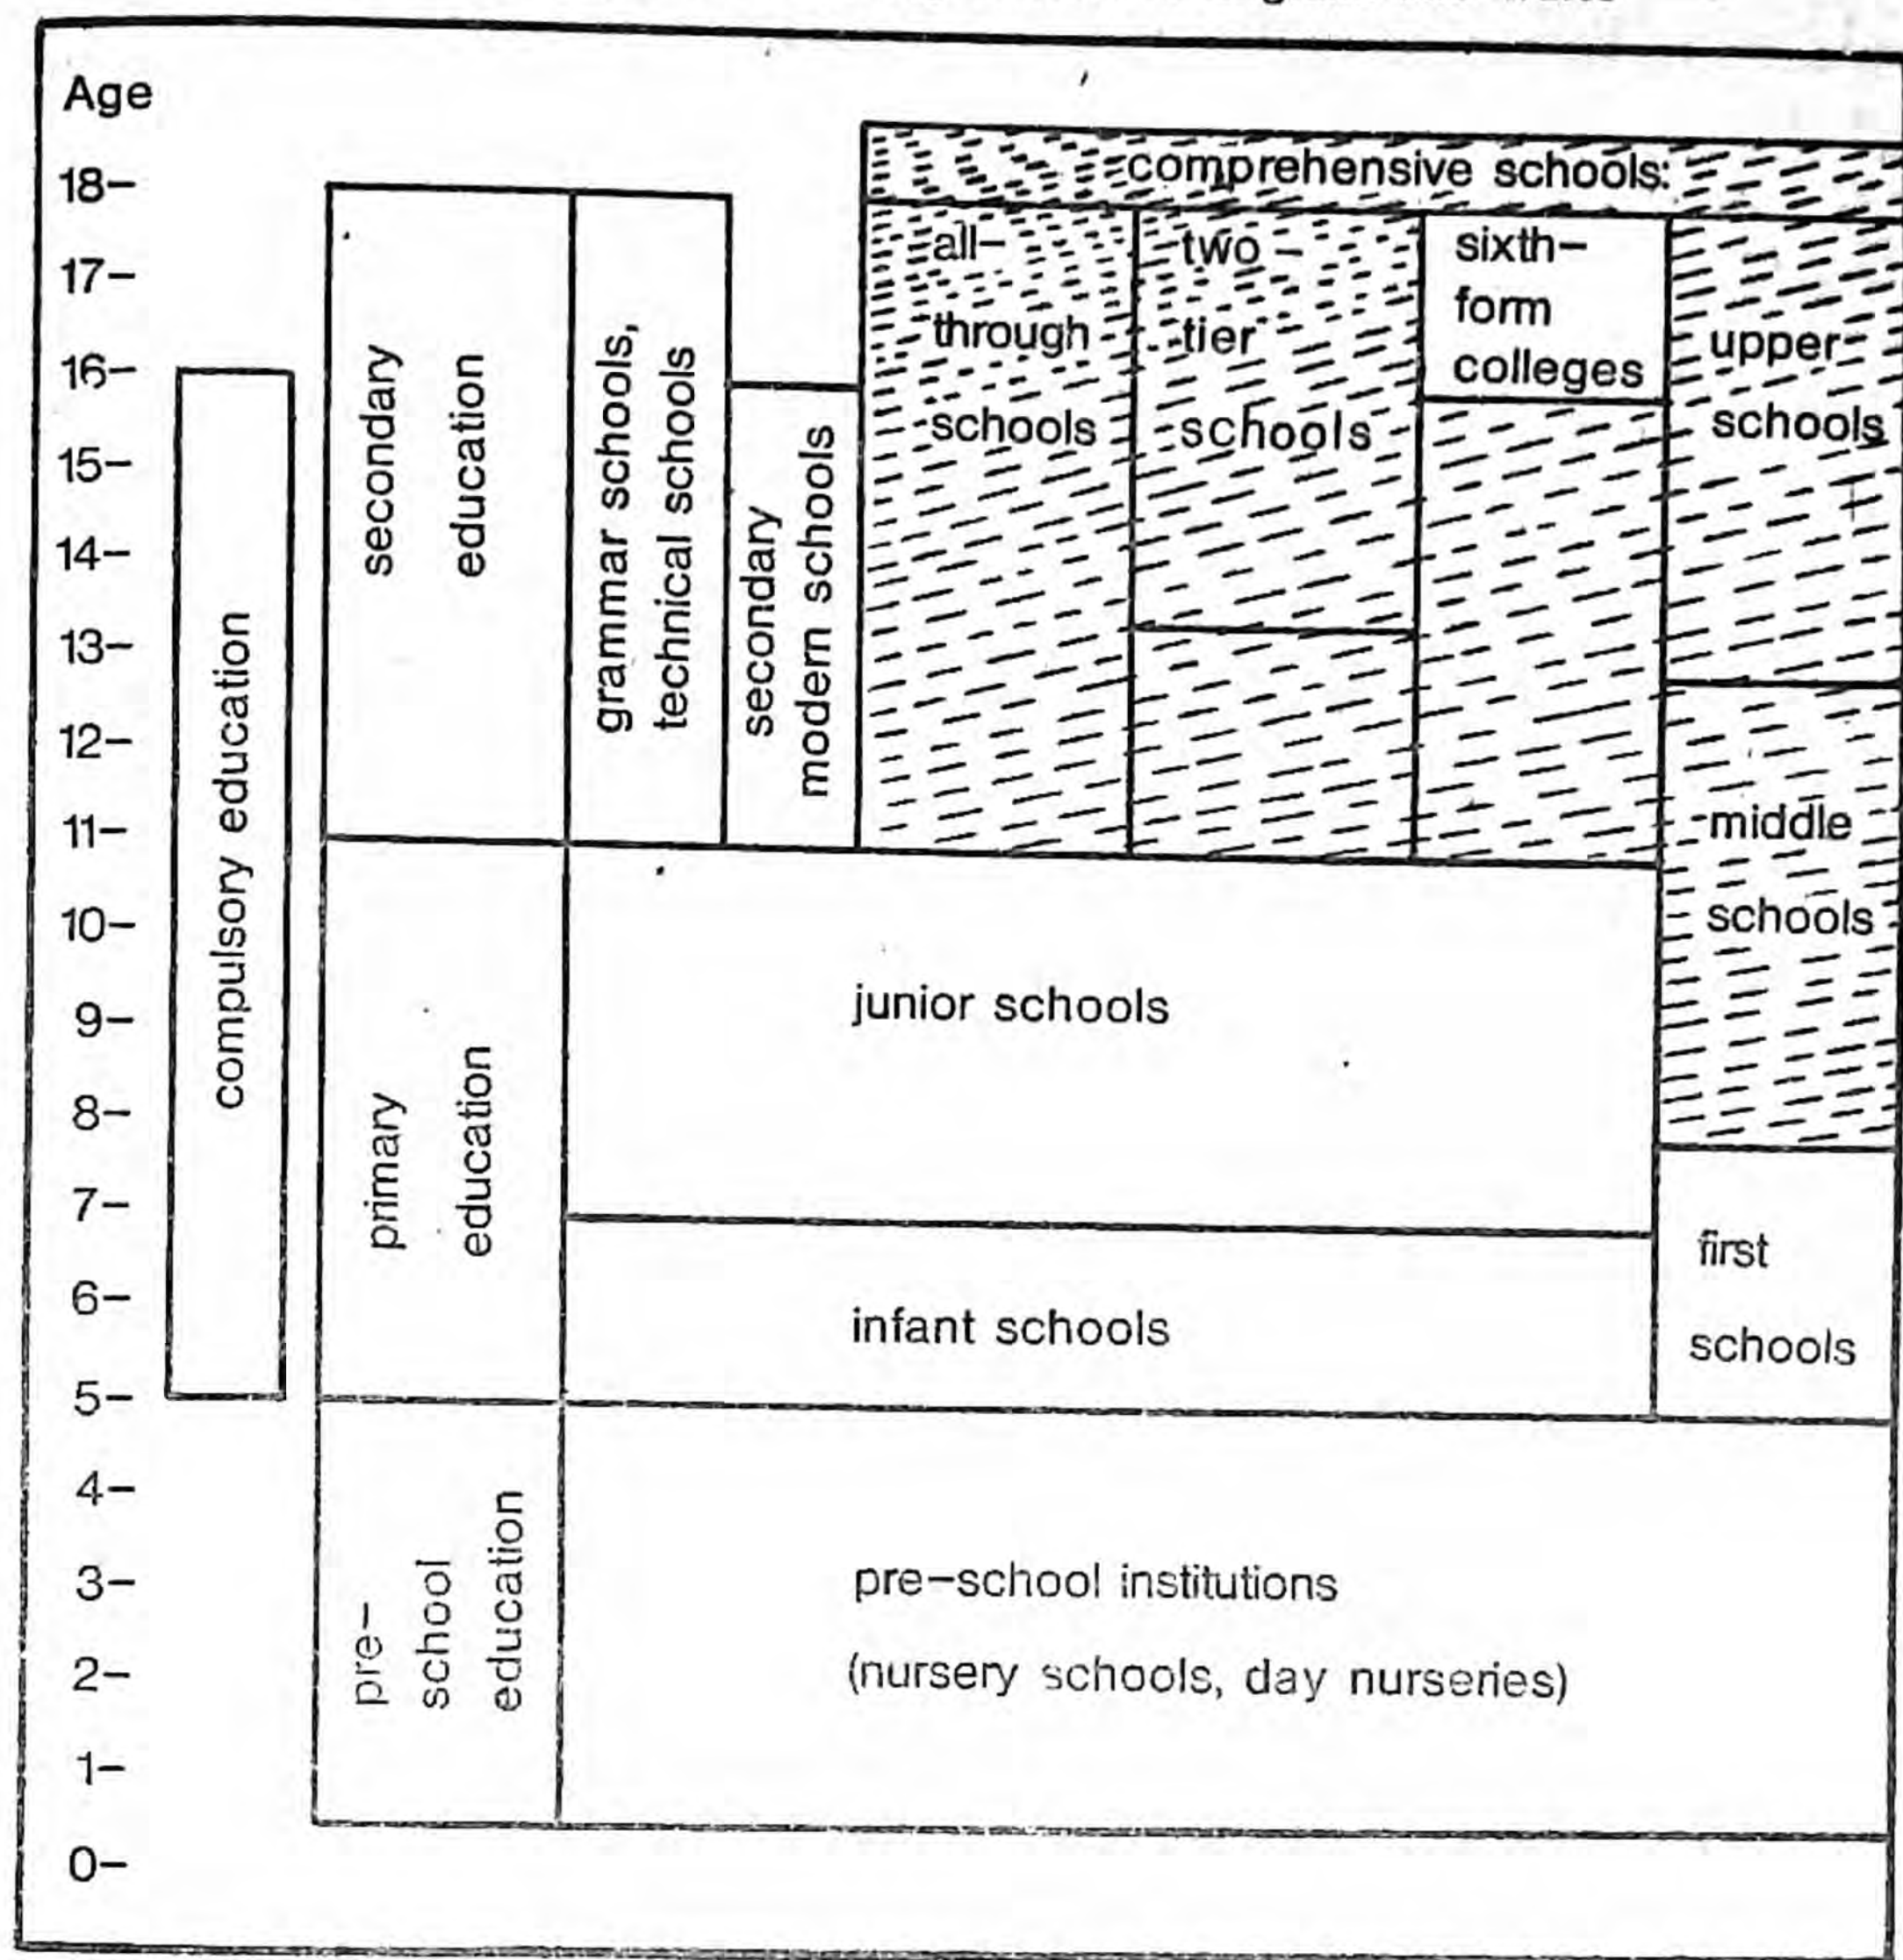 Age
18–
17–
16–
15–
14–
13–
12–
11–
10–
9–
8–
7–
6–
5–
4–
3–
2–
1–
0–
compulsory education
secondary
education
primary
education
pre–
school
education
grammar schools,
technical schools
secondary
modern schools
comprehensive schools:
all–
through
schools
two –
tier
schools
sixth–
form
colleges
upper
schools
middle
schools
junior schools
infant schools
first
schools
pre–school institutions
(nursery schools, day nurseries)